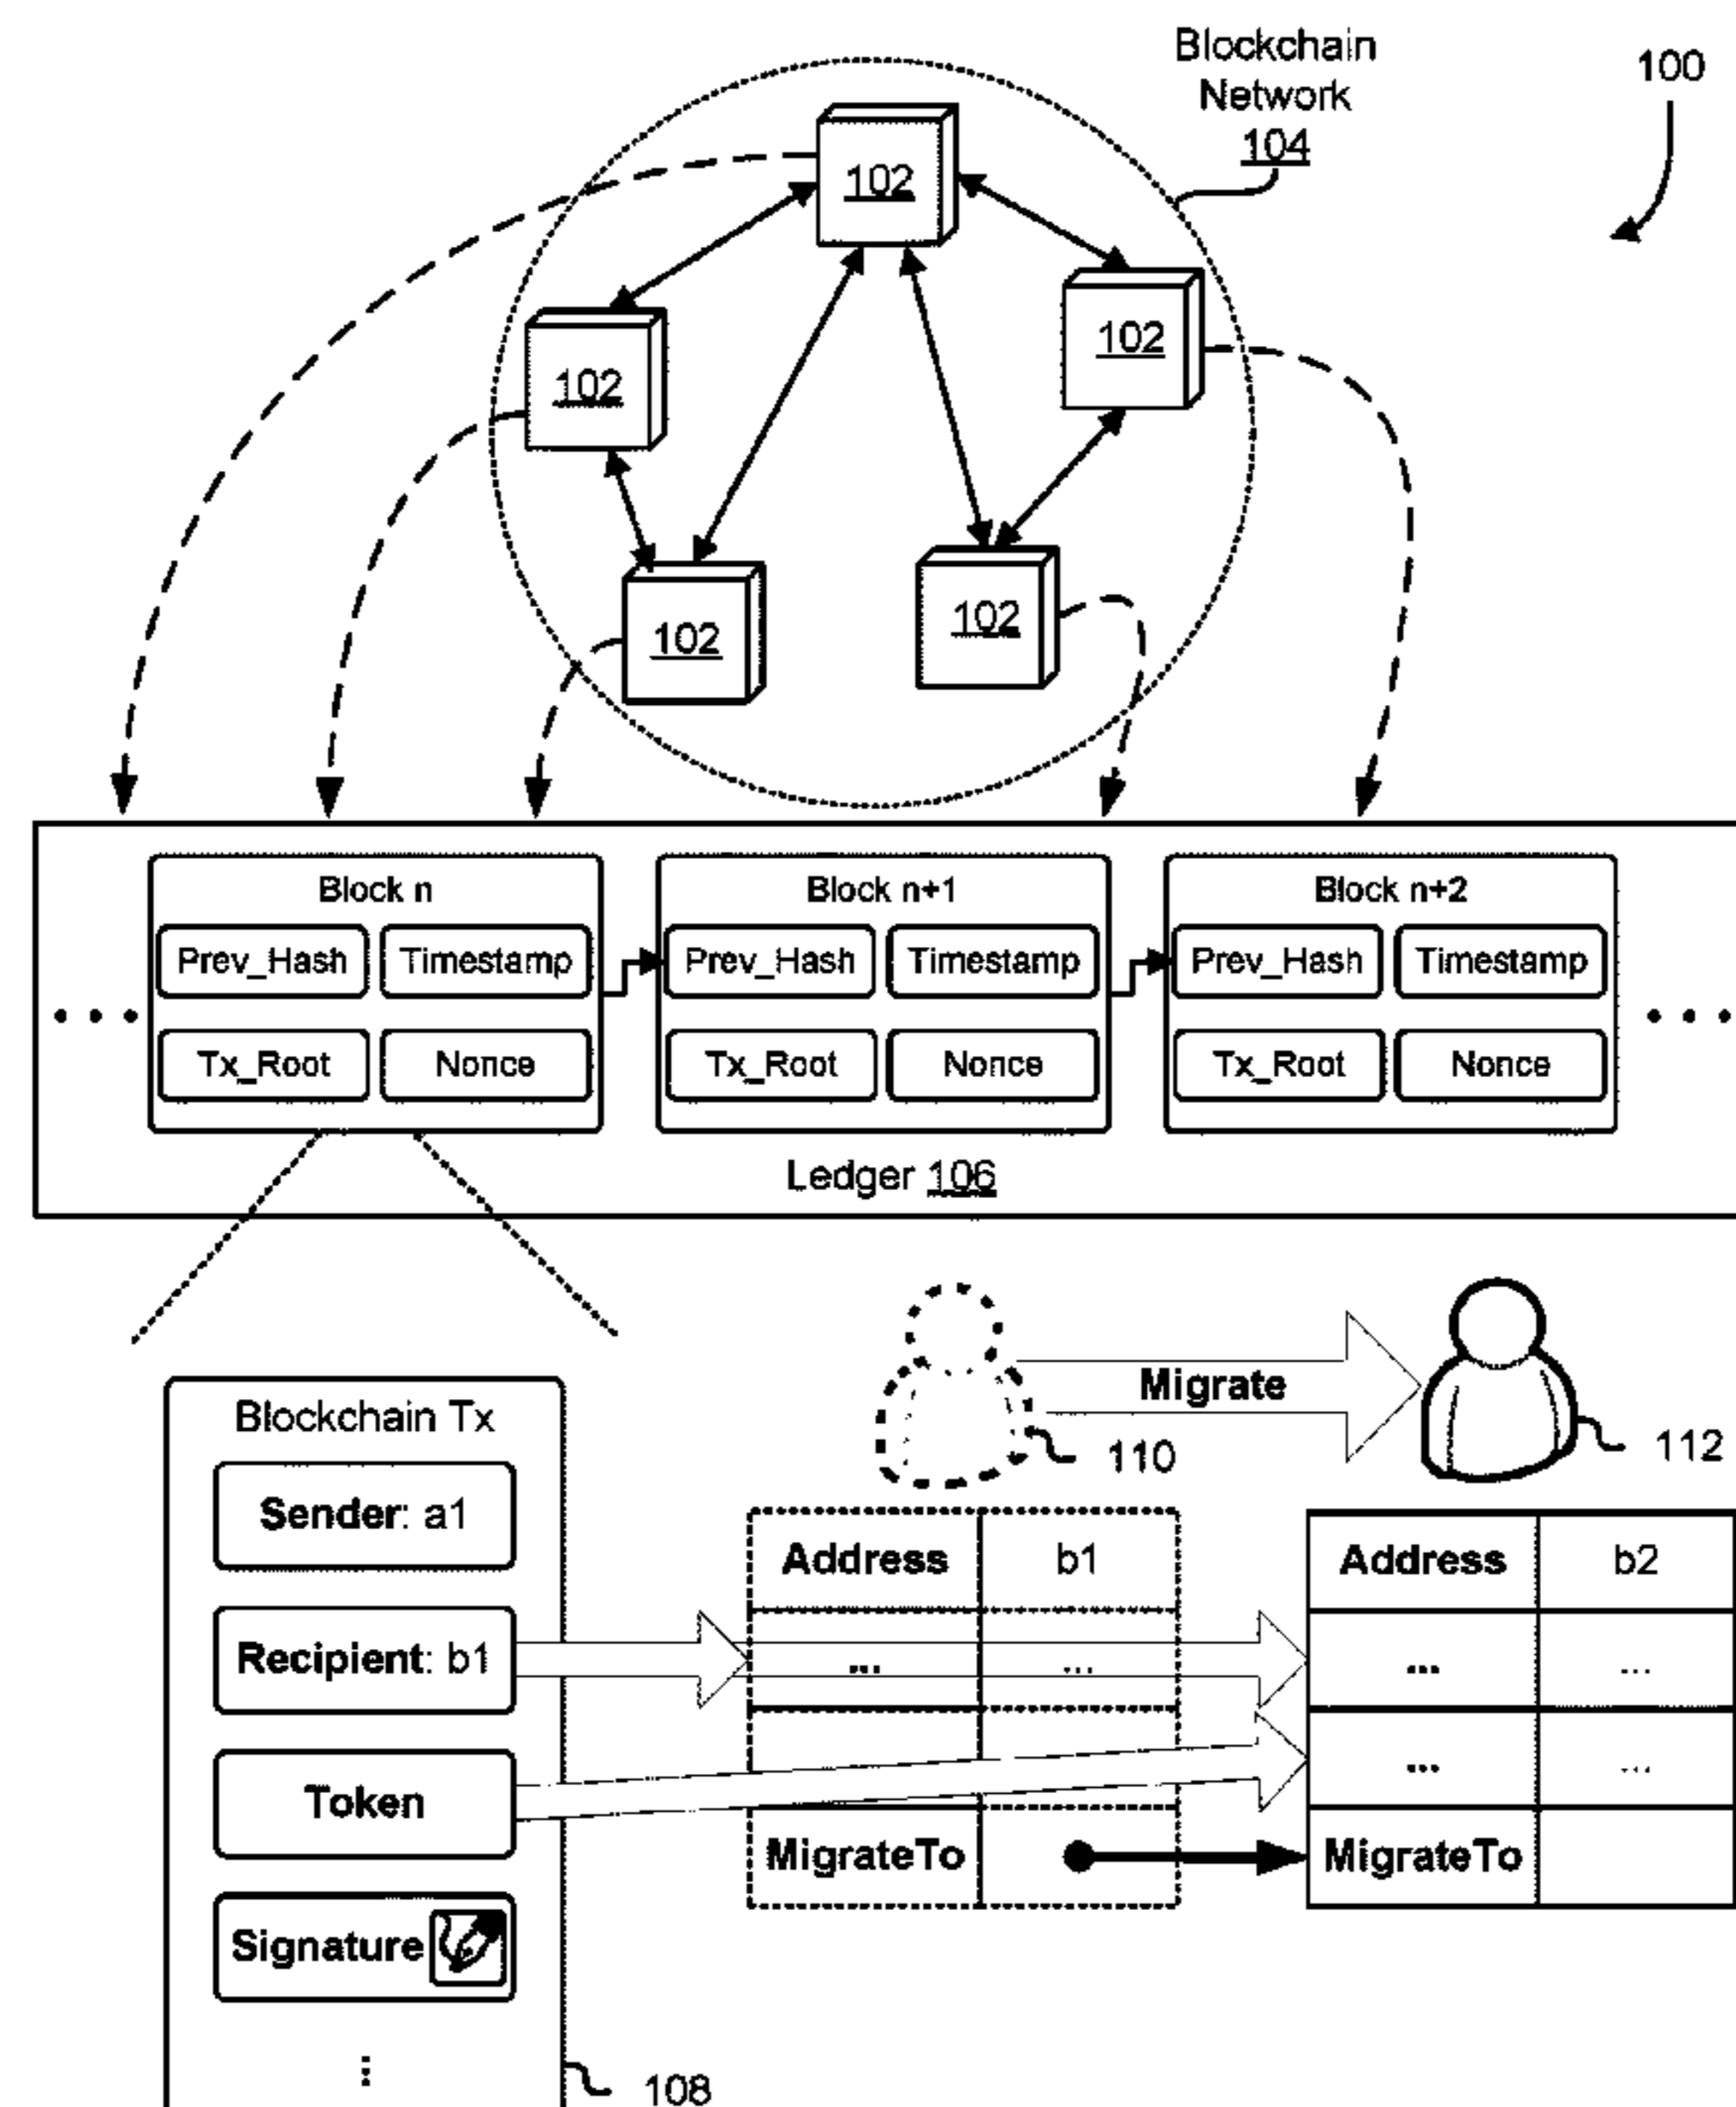 Blockchain
Network
104
100
102
102
102
102
102
Block n
Prev_Hash
Timestamp
Tx_Root
Nonce
Block n+1
Prev_Hash
Timestamp
Tx_Root
Nonce
Block n+2
Prev_Hash
Timestamp
Tx_Root
Nonce
• • •
• • •
Ledger 106
Migrate
110
112
Blockchain Tx
Sender: a1
Recipient: b1
Token
Signature
⋮
108
Address b1
... ...
MigrateTo
Address b2
... ...
... ...
MigrateTo